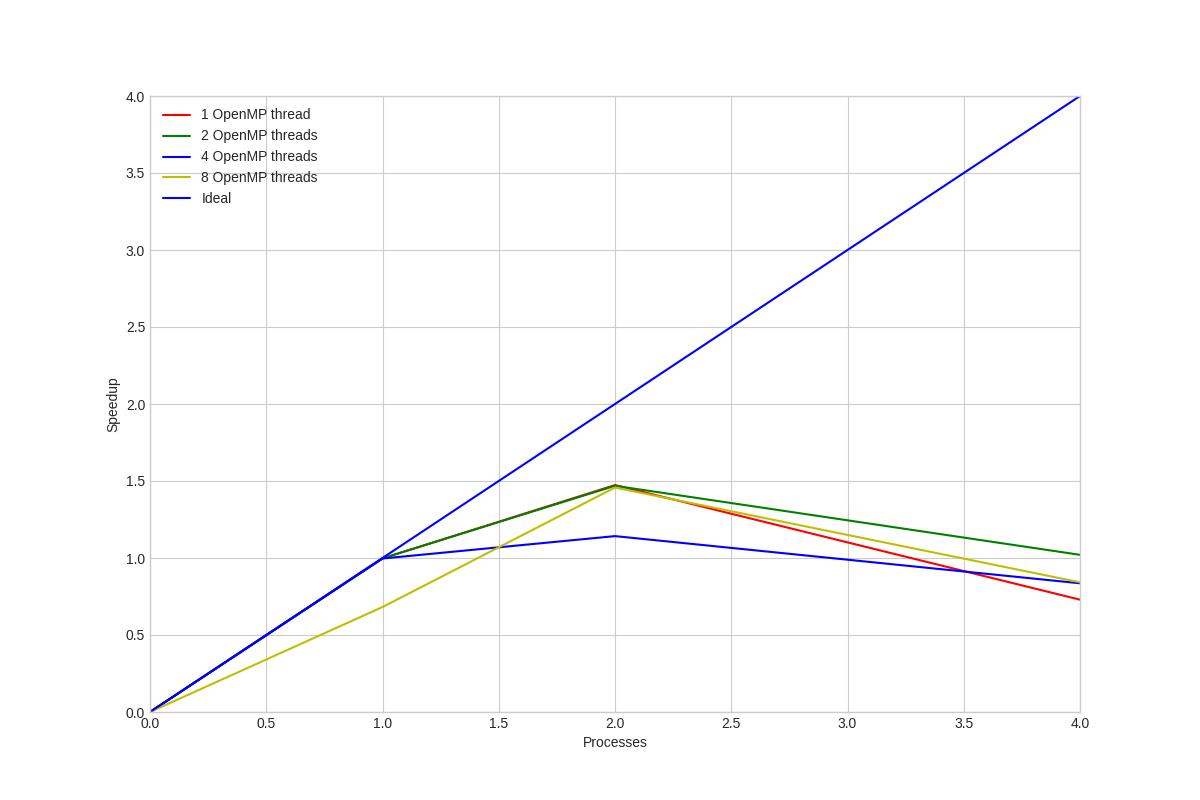 4.0
3.5
3.0
2.5
2.0
1.5
1.0
0.5
0.0
Speedup
1 OpenMP thread
2 OpenMP threads
4 OpenMP threads
8 OpenMP threads
Ideal
0.0 0.5 1.0 1.5 2.0 2.5 3.0 3.5 4.0
Processes